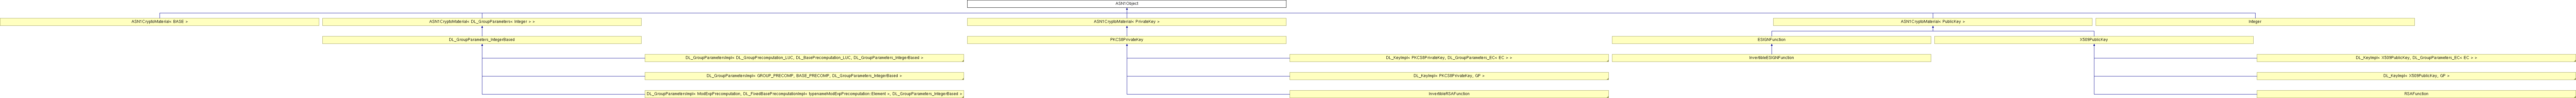 ASN1Object
ASN1CryptoMaterial< BASE >
ASN1CryptoMaterial< DL_GroupParameters< Integer > >
ASN1CryptoMaterial< PrivateKey >
ASN1CryptoMaterial< PublicKey >
Integer
DL_GroupParameters_IntegerBased
PKCS8PrivateKey
ESIGNFunction
X509PublicKey
DL_GroupParametersImpl< DL_GroupPrecomputation_LUC, DL_BasePrecomputation_LUC, DL_GroupParameters_IntegerBased >
DL_KeyImpl< PKCS8PrivateKey, DL_GroupParameters_EC< EC > >
InvertibleESIGNFunction
DL_KeyImpl< X509PublicKey, DL_GroupParameters_EC< EC > >
DL_GroupParametersImpl< GROUP_PRECOMP, BASE_PRECOMP, DL_GroupParameters_IntegerBased >
DL_KeyImpl< PKCS8PrivateKey, GP >
DL_KeyImpl< X509PublicKey, GP >
DL_GroupParametersImpl< ModExpPrecomputation, DL_FixedBasePrecomputationImpl< typenameModExpPrecomputation::Element >, DL_GroupParameters_IntegerBased >
InvertibleRSAFunction
RSAFunction